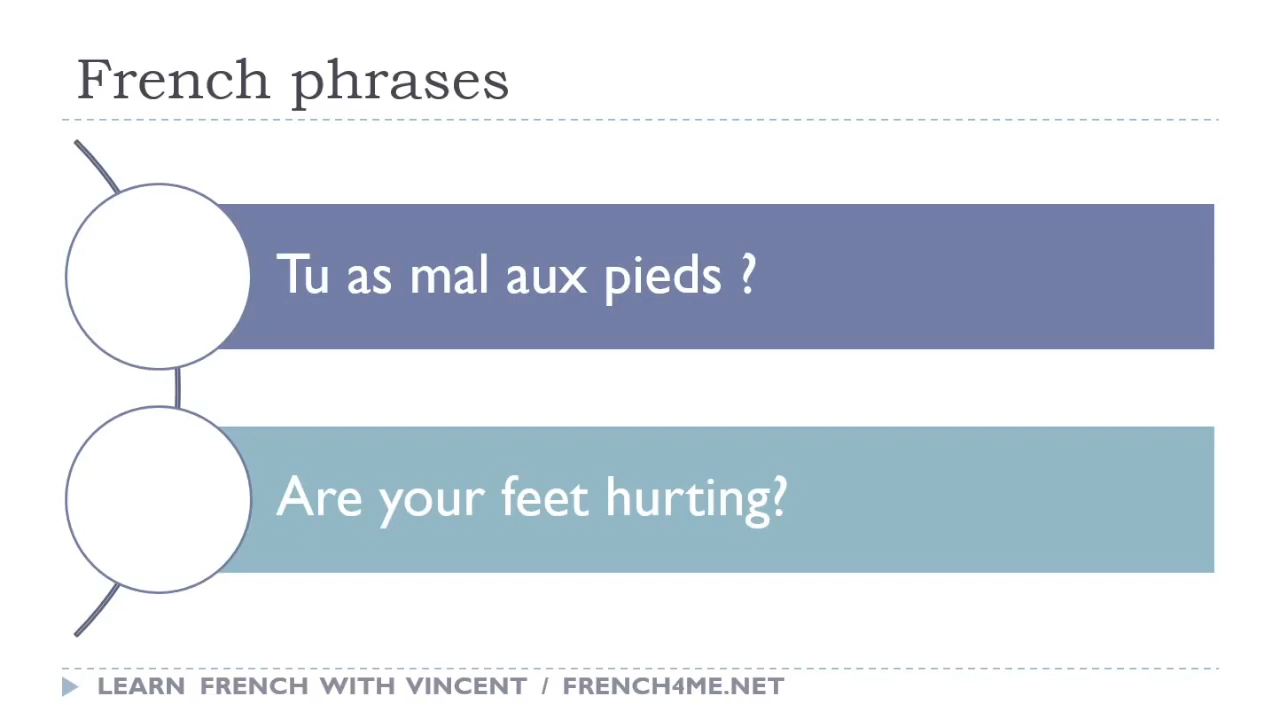 French phrases
Tu as mal aux pieds ?
Are your feet hurting?
LEARN FRENCH WITH VINCENT / FRENCH4ME.NET